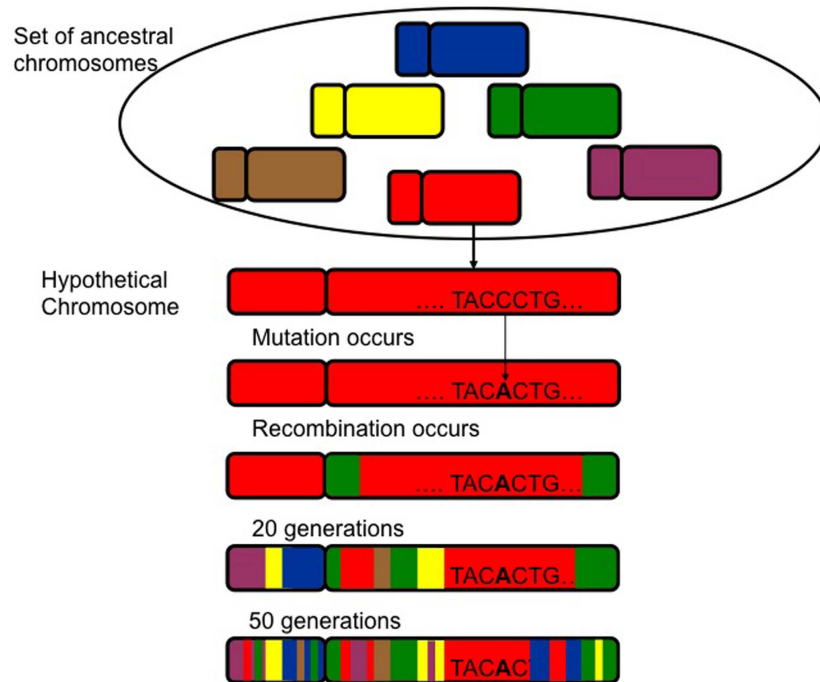 Set of ancestral
chromosomes
Hypothetical
Chromosome
.... TACCCTG...
Mutation occurs
.... TACACTG...
Recombination occurs
.... TACACTG...
20 generations
TACACTG..
50 generations
TACAC